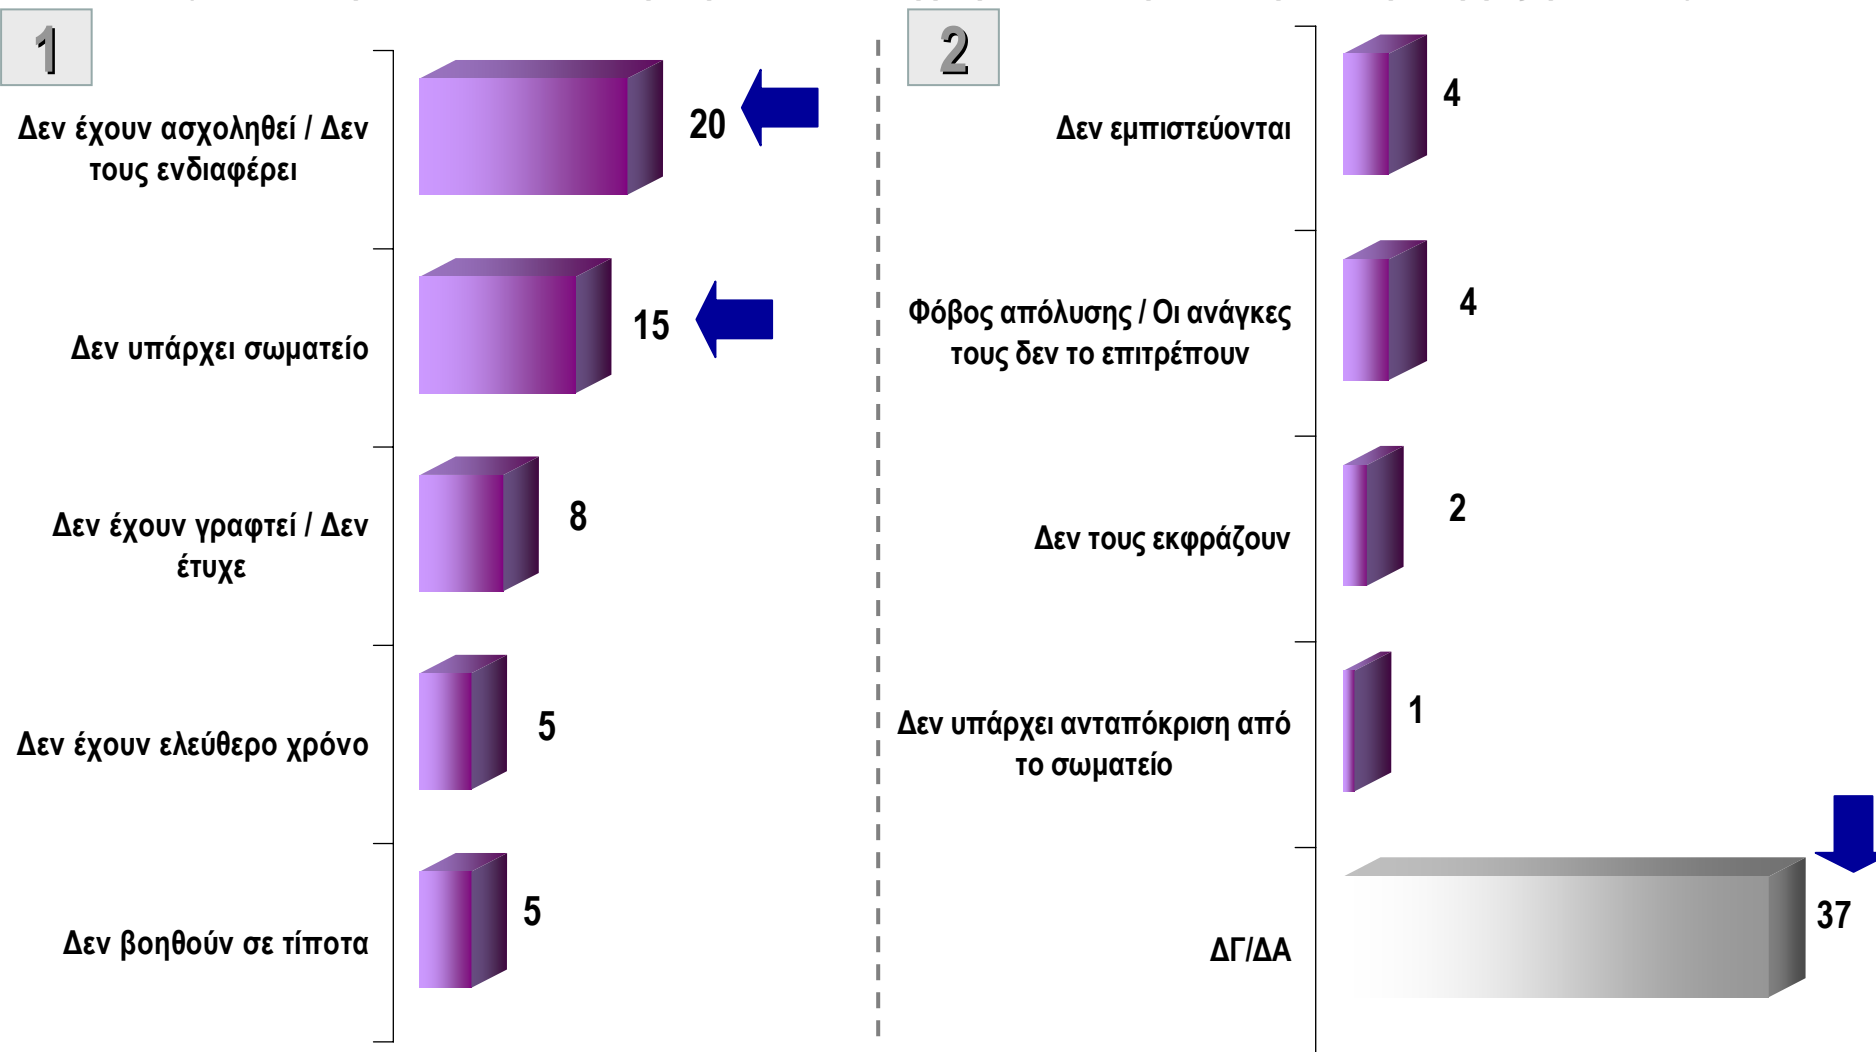 1
Δεν έχουν ασχοληθεί / Δεν
τους ενδιαφέρει
20
Δεν υπάρχει σωματείο
15
Δεν έχουν γραφτεί / Δεν
έτυχε
8
Δεν έχουν ελεύθερο χρόνο
5
Δεν βοηθούν σε τίποτα
5
2
Δεν εμπιστεύονται
4
Φόβος απόλυσης / Οι ανάγκες
τους δεν το επιτρέπουν
4
Δεν τους εκφράζουν
2
Δεν υπάρχει ανταπόκριση από
το σωματείο
1
ΔΓ/ΔΑ
37